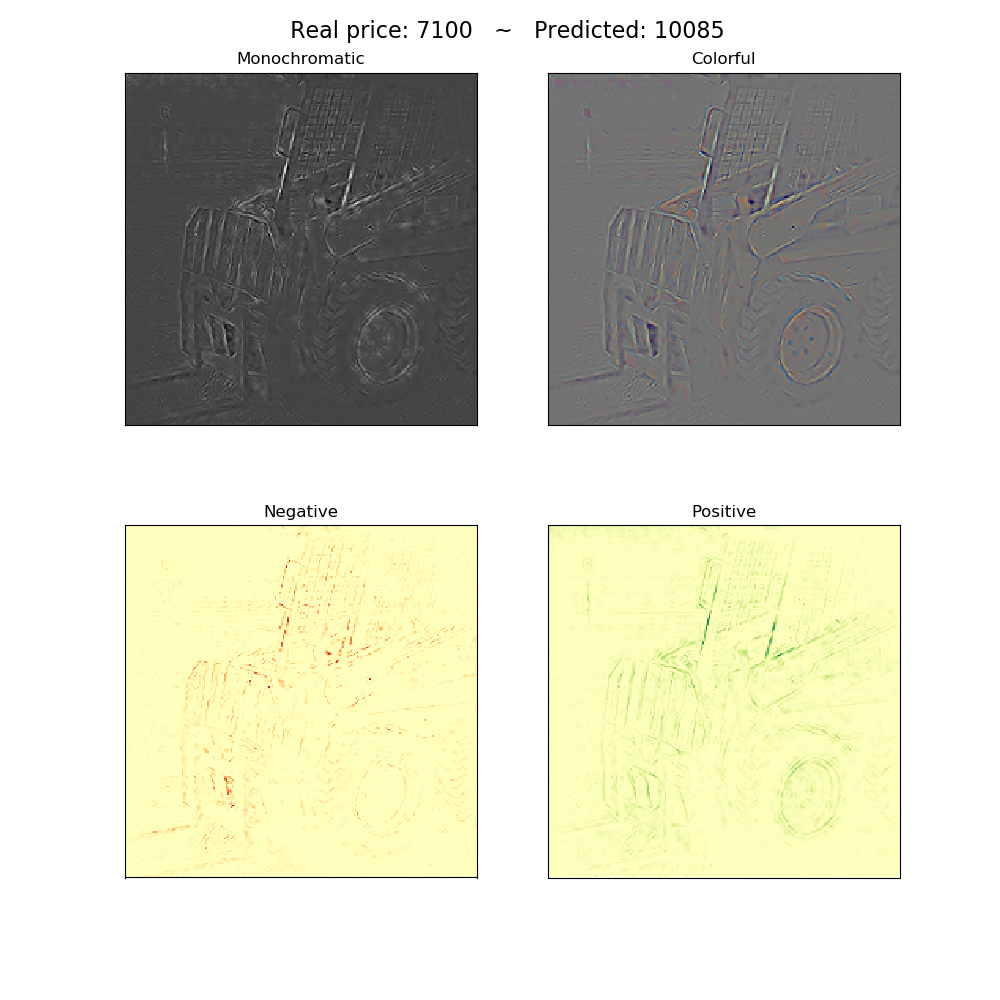 Real price: 7100 ~ Predicted: 10085
Monochromatic
Colorful
Negative
Positive